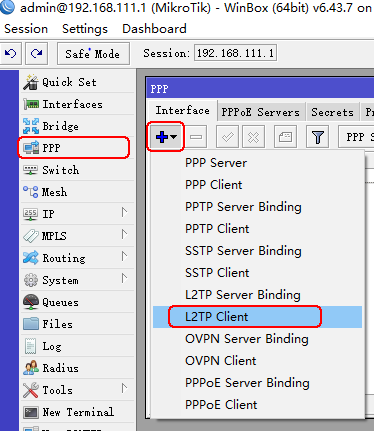 admin@192.168.111.1 (MikroTik) - WinBox (64bit) v6.43.7 on
Session Settings Dashboard
Safe Mode Session: 192.168.111.1
Quick Set
Interfaces
Bridge
PPP
Switch
Mesh
IP
MPLS
Routing
System
Queues
Files
Log
Radius
Tools
New Terminal
PPP
Interface PPPoE Servers Secrets
PPP S
PPP Server
PPP Client
PPTP Server Binding
PPTP Client
SSTP Server Binding
SSTP Client
L2TP Server Binding
L2TP Client
OVPN Server Binding
OVPN Client
PPPoE Server Binding
PPPoE Client